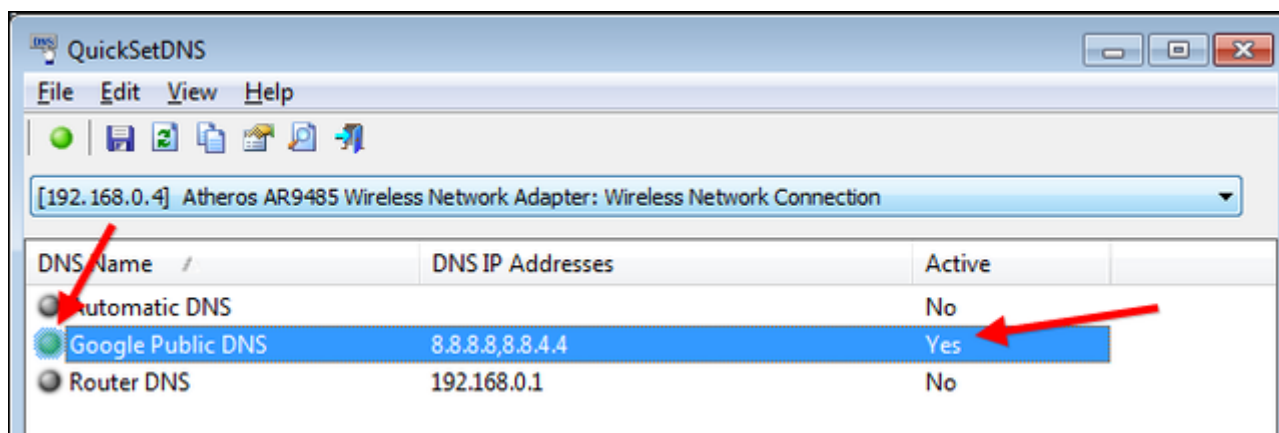 QuickSetDNS
File Edit View Help
[192.168.0.4] Atheros AR9485 Wireless Network Adapter: Wireless Network Connection
DNS Name DNS IP Addresses Active
Automatic DNS No
Google Public DNS 8.8.8.8,8.8.4.4 Yes
Router DNS 192.168.0.1 No